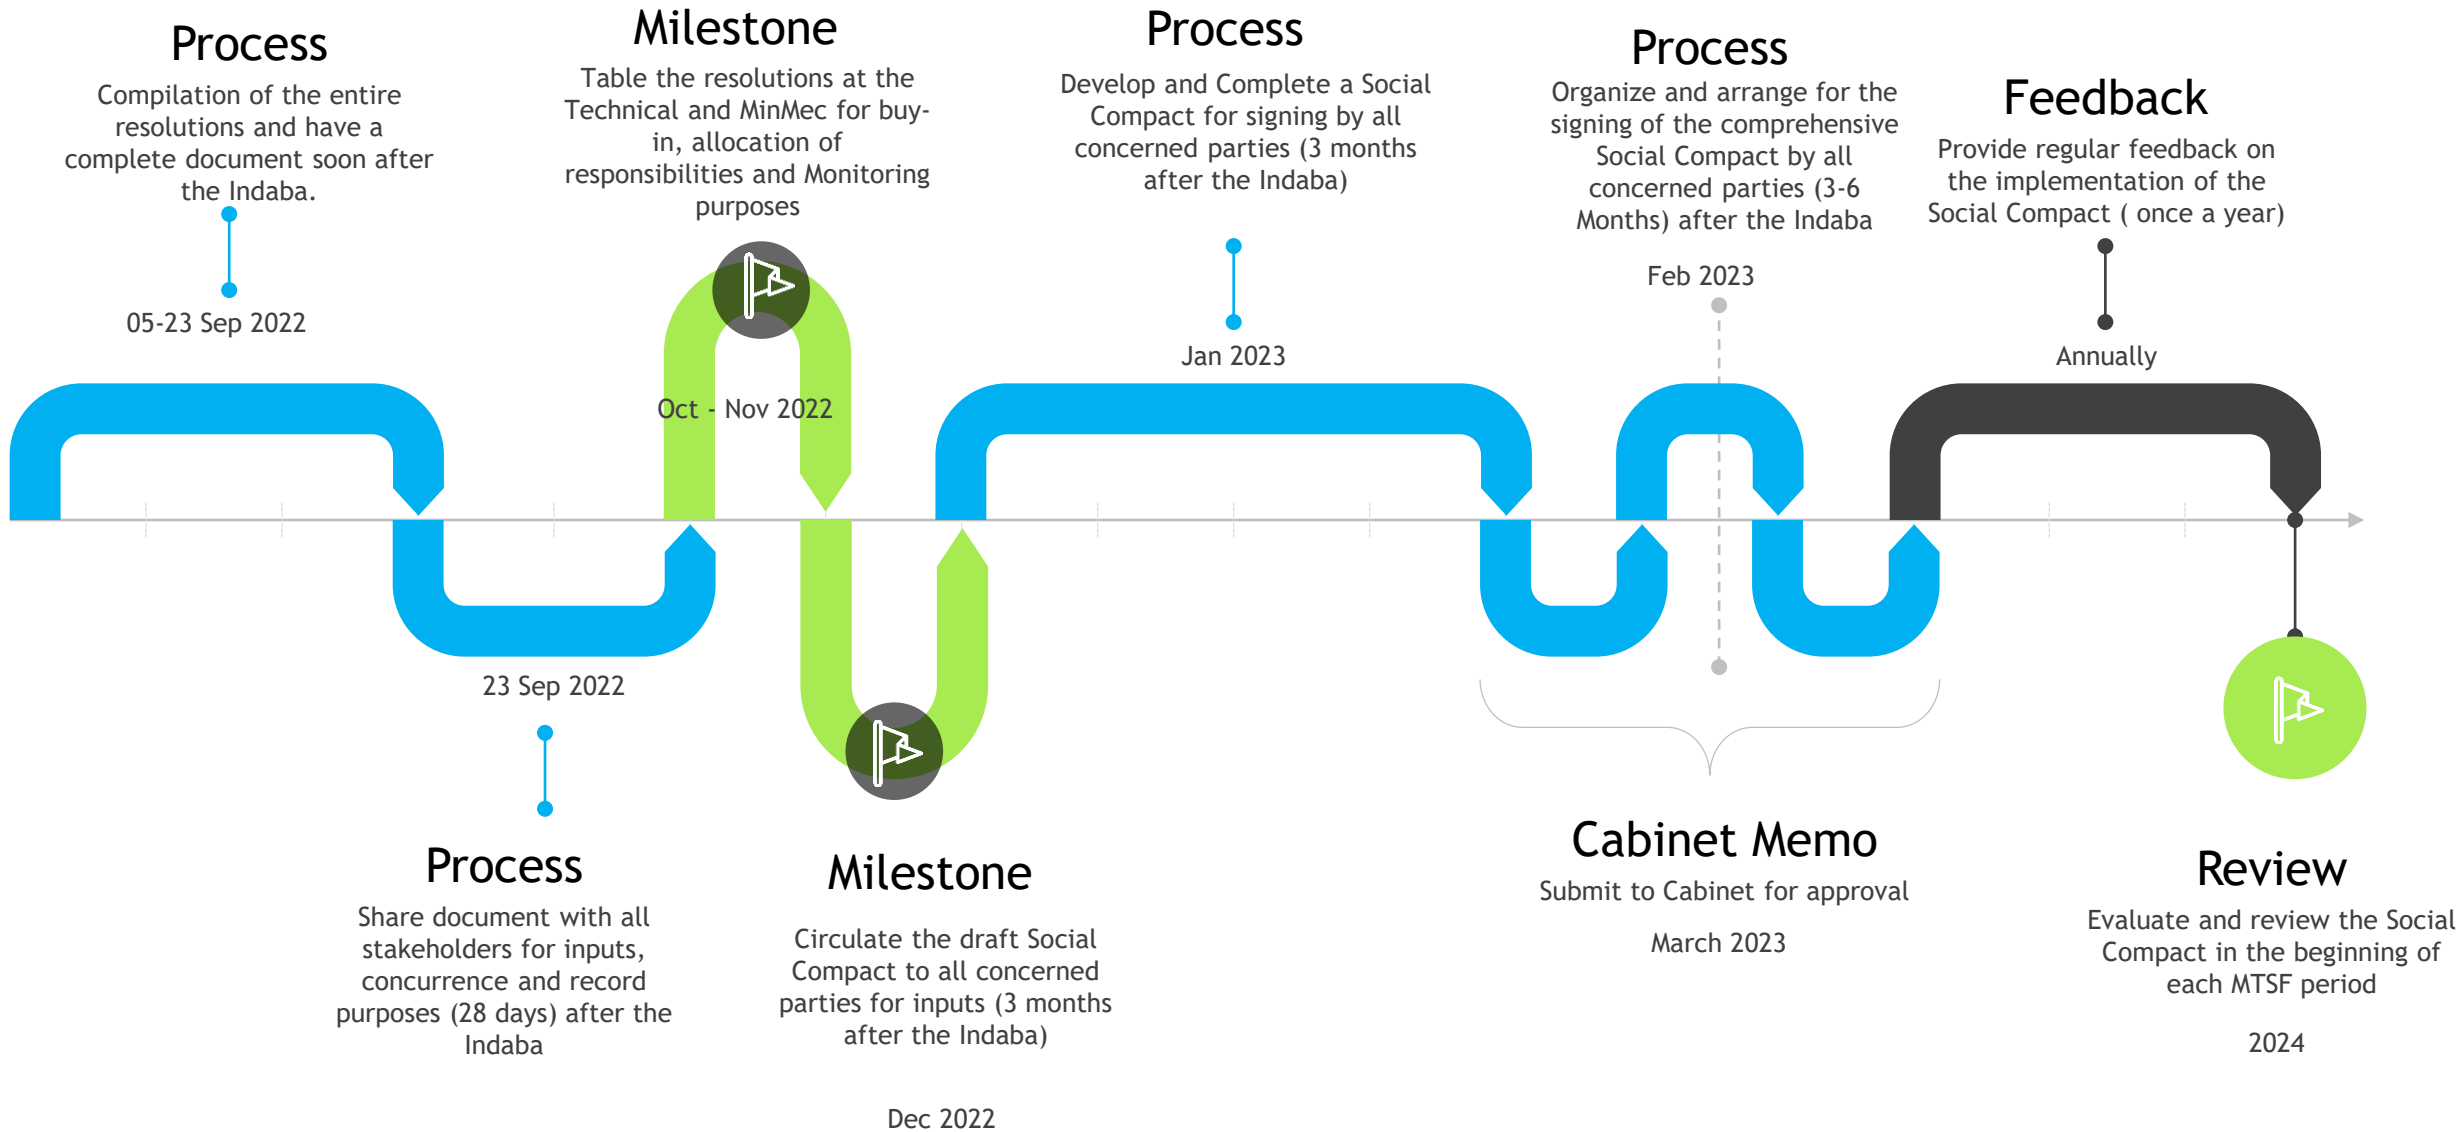 Process
Compilation of the entire
resolutions and have a
complete document soon after
the Indaba.
05-23 Sep 2022
Milestone
Table the resolutions at the
Technical and MinMec for buy-
in, allocation of
responsibilities and Monitoring
purposes
Oct - Nov 2022
Process
Develop and Complete a Social
Compact for signing by all
concerned parties (3 months
after the Indaba)
Jan 2023
Process
Organize and arrange for the
signing of the comprehensive
Social Compact by all
concerned parties (3-6
Months) after the Indaba
Feb 2023
Feedback
Provide regular feedback on
the implementation of the
Social Compact ( once a year)
Annually
23 Sep 2022
Process
Share document with all
stakeholders for inputs,
concurrence and record
purposes (28 days) after the
Indaba
Milestone
Circulate the draft Social
Compact to all concerned
parties for inputs (3 months
after the Indaba)
Dec 2022
Cabinet Memo
Submit to Cabinet for approval
March 2023
Review
Evaluate and review the Social
Compact in the beginning of
each MTSF period
2024